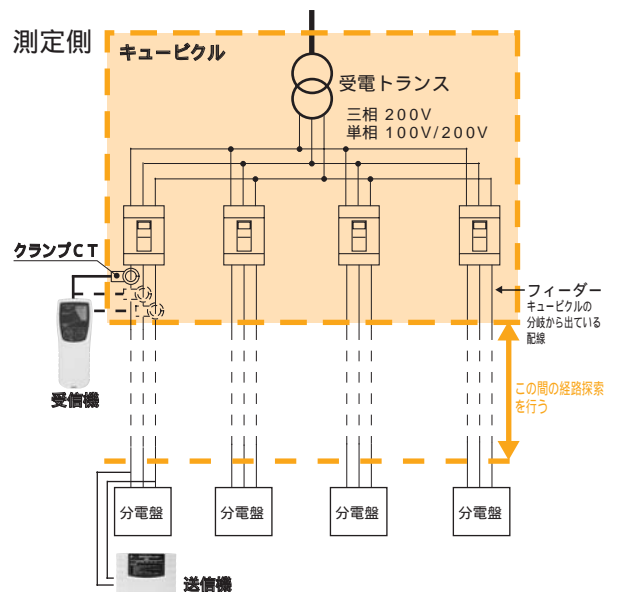 測定側
キュービクル
受電トランス
三相 200V
単相 100V/200V
クランプCT
フィーダー
キュービクルの
分岐から出ている
配線
受信機
この間の経路探索
を行う
分電盤
分電盤
分電盤
分電盤
送信機